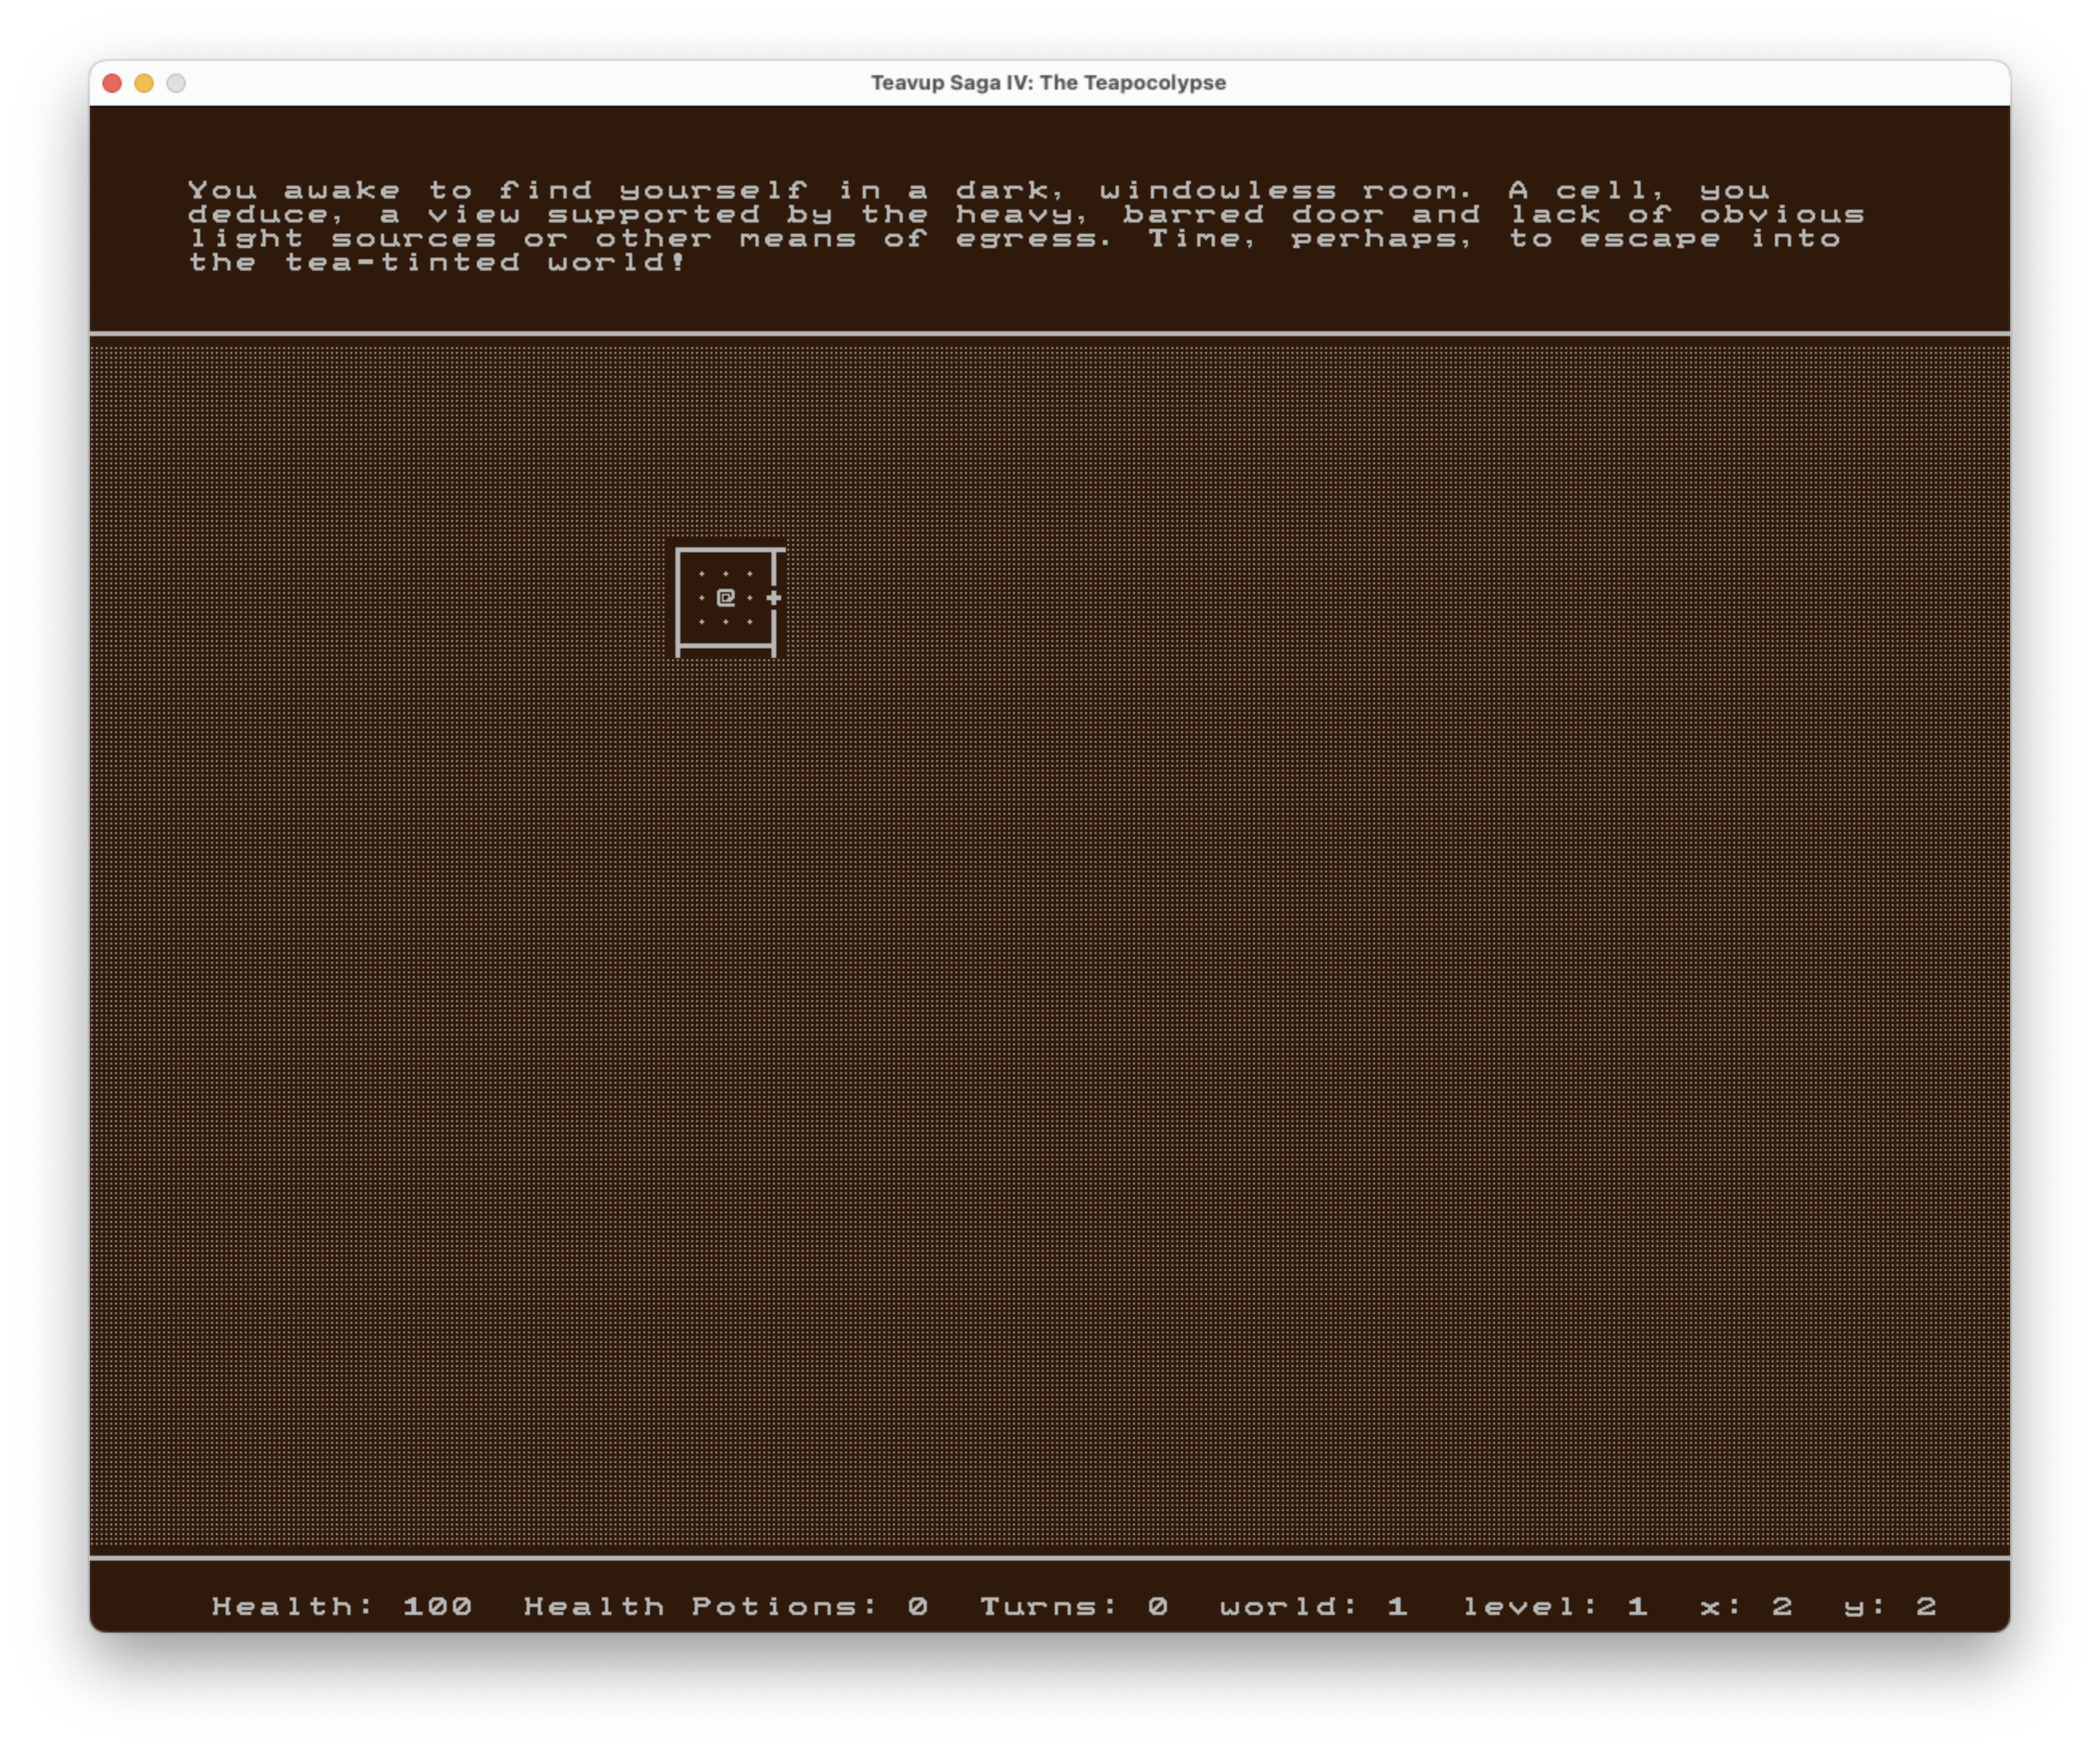 Teavup Saga IV: The Teapocolypse
You awake to find yourself in a dark, windowless room. A cell, you
deduce, a view supported by the heavy, barred door and lack of obvious
light sources or other means of egress. Time, perhaps, to escape into
the tea-tinted world!
@
Health: 100 Health Potions: 0 Turns: 0 world: 1 level: 1 x: 2 y: 2